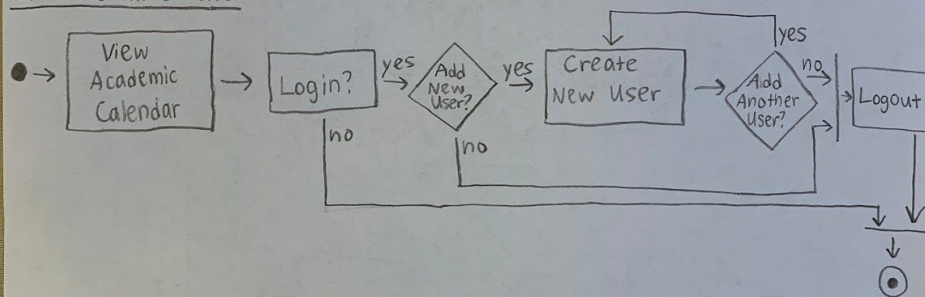 View
Academic
Calendar
Login?
yes
no
Add
New
User?
yes
no
Create
New User
yes
Add
Another
User?
no
Logout